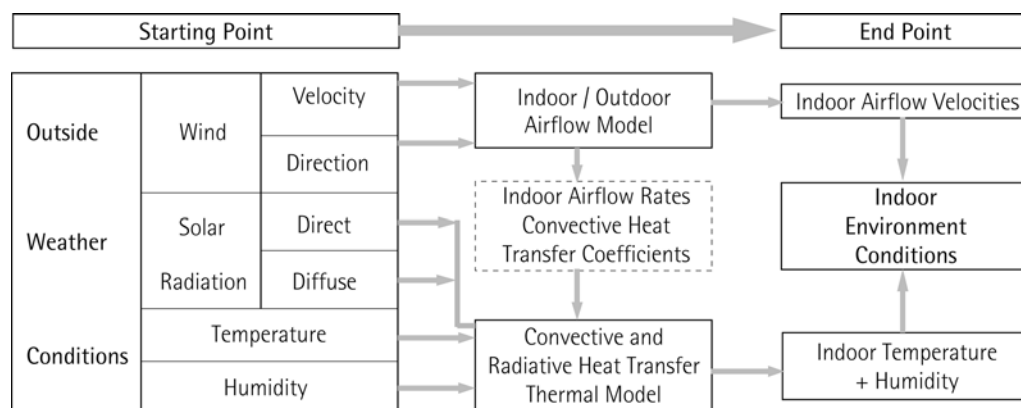 Starting Point
End Point
Outside
Weather
Conditions
Wind
Velocity
Direction
Solar
Radiation
Direct
Diffuse
Temperature
Humidity
Indoor / Outdoor
Airflow Model
Indoor Airflow Rates
Convective Heat
Transfer Coefficients
Convective and
Radiative Heat Transfer
Thermal Model
Indoor Airflow Velocities
Indoor
Environment
Conditions
Indoor Temperature
+ Humidity